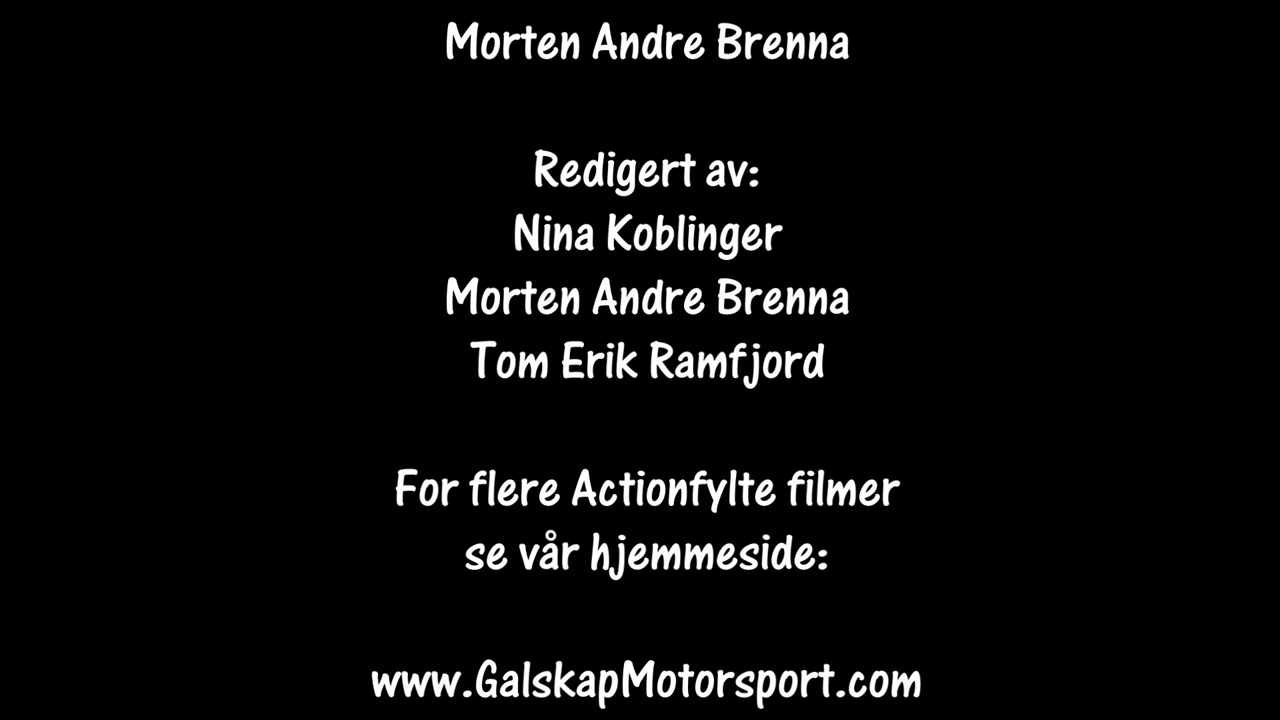 Morten Andre Brenna
Redigert av:
Nina Koblinger
Morten Andre Brenna
Tom Erik Ramfjord
For flere Actionfylte filmer
se vår hjemmeside:
www.GalskapMotorsport.com